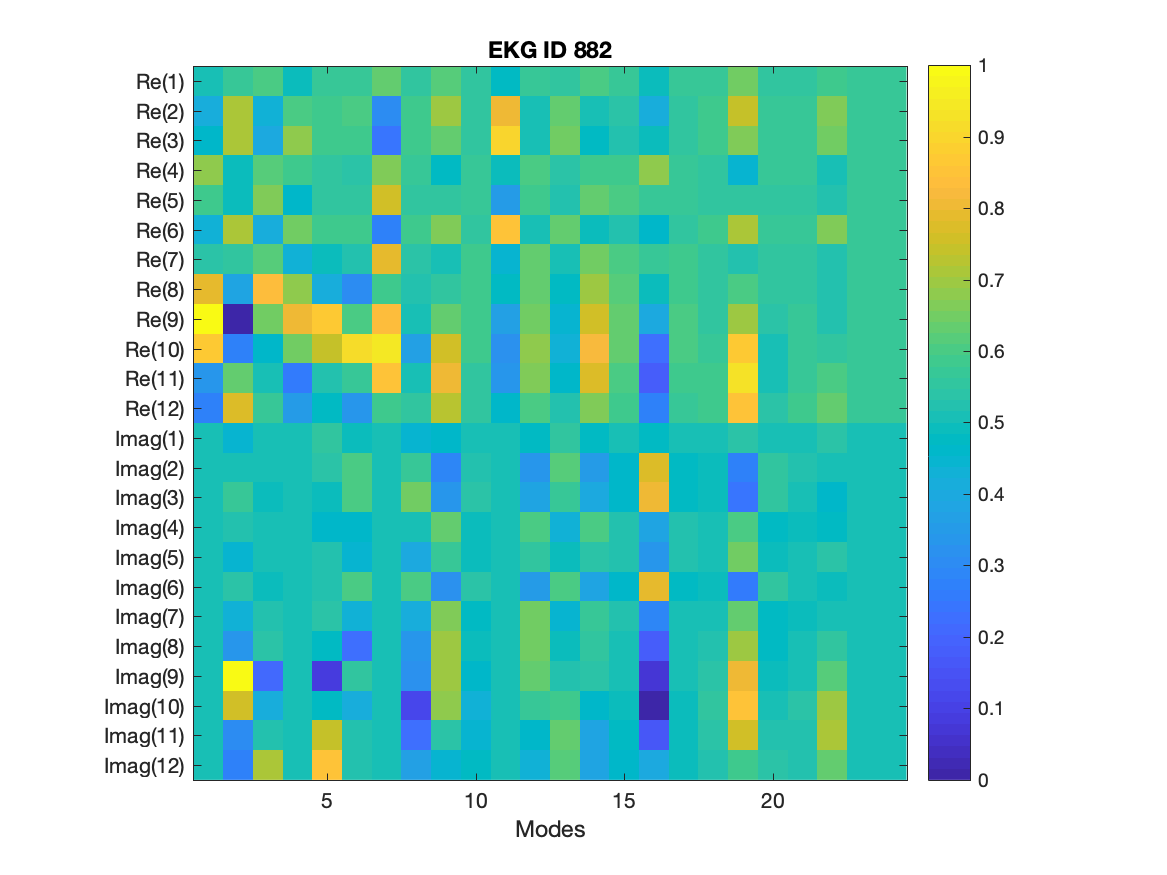 EKG ID 882
Re(1)
Re(2)
Re(3)
Re(4)
Re(5)
Re(6)
Re(7)
Re(8)
Re(9)
Re(10)
Re(11)
Re(12)
Imag(1)
Imag(2)
Imag(3)
Imag(4)
Imag(5)
Imag(6)
Imag(7)
Imag(8)
Imag(9)
Imag(10)
Imag(11)
Imag(12)
5 10 15 20
Modes
1
0.9
0.8
0.7
0.6
0.5
0.4
0.3
0.2
0.1
0